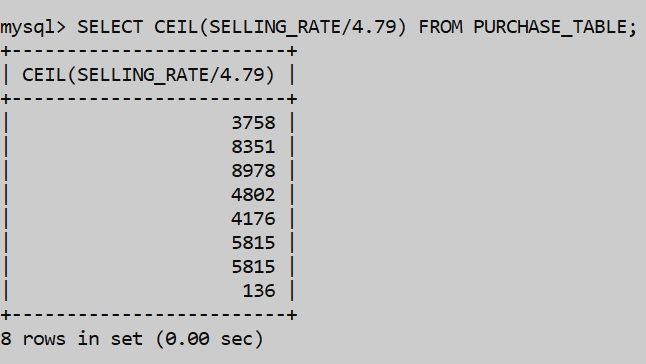 mysql> SELECT CEIL(SELLING_RATE/4.79) FROM PURCHASE_TABLE;
+-------------------------+
| CEIL(SELLING_RATE/4.79) |
+-------------------------+
|                    3758 |
|                    8351 |
|                    8978 |
|                    4802 |
|                    4176 |
|                    5815 |
|                    5815 |
|                     136 |
+-------------------------+
8 rows in set (0.00 sec)